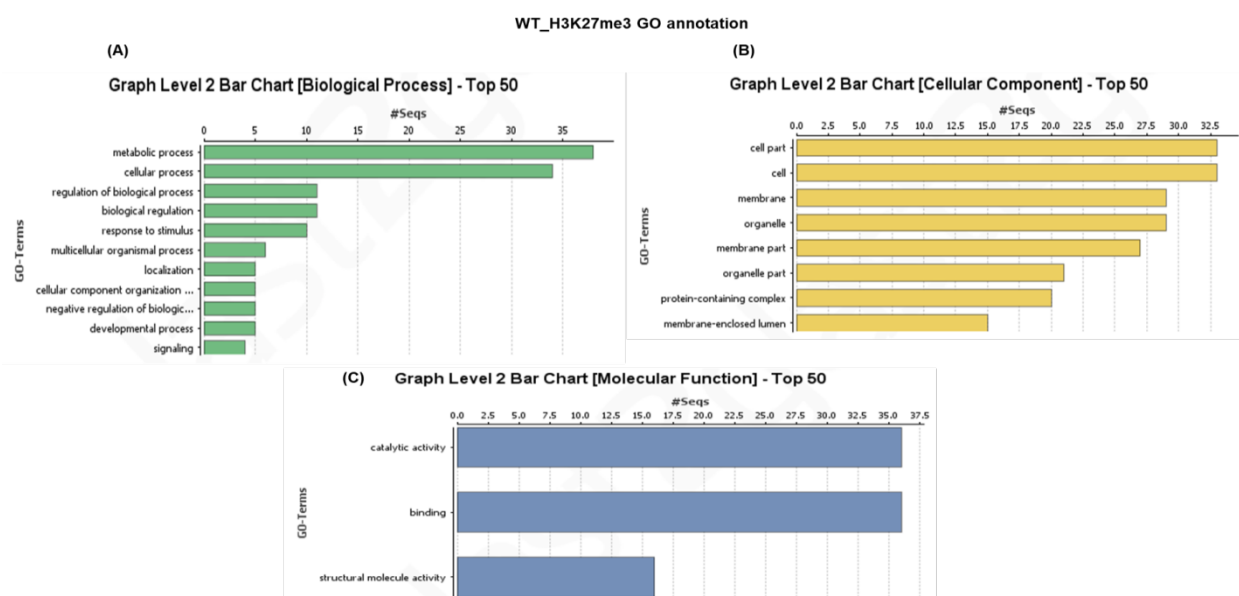 WT_H3K27me3 GO annotation
(A)
(B)
Graph Level 2 Bar Chart [Biological Process] - Top 50
#Seqs
0 5 10 15 20 25 30 35
GO-Terms
metabolic process
cellular process
regulation of biological process
biological regulation
response to stimulus
multicellular organismal process
localization
cellular component organization ...
negative regulation of biologic...
developmental process
signaling
Graph Level 2 Bar Chart [Cellular Component] - Top 50
#Seqs
0.0 2.5 5.0 7.5 10.0 12.5 15.0 17.5 20.0 22.5 25.0 27.5 30.0 32.5
GO-Terms
cell part
cell
membrane
organelle
membrane part
organelle part
protein-containing complex
membrane-enclosed lumen
(C) Graph Level 2 Bar Chart [Molecular Function] - Top 50
#Seqs
0.0 2.5 5.0 7.5 10.0 12.5 15.0 17.5 20.0 22.5 25.0 27.5 30.0 32.5 35.0 37.5
GO-Terms
catalytic activity
binding
structural molecule activity